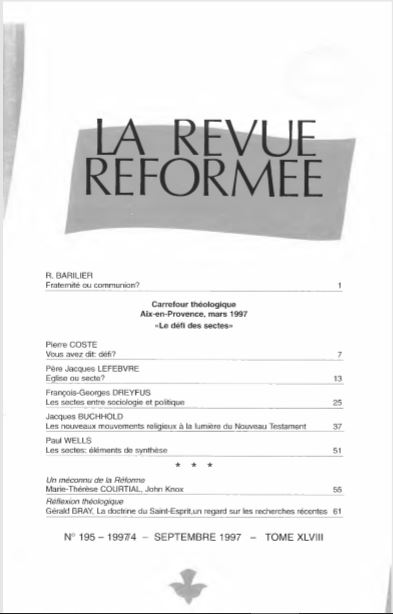 LA REVUE
REFORMEE
R. BARILIER
Fraternité ou communion? 1
Carrefour théologique
Aix-en-Provence, mars 1997
«Le défi des sectes»
Pierre COSTE
Vous avez dit: défi? 7
Père Jacques LEFEBVRE
Eglise ou secte? 13
François-Georges DREYFUS
Les sectes entre sociologie et politique 25
Jacques BUCHHOLD
Les nouveaux mouvements religieux à la lumière du Nouveau Testament 37
Paul WELLS
Les sectes: éléments de synthèse 51
* * *
Un méconnu de la Réforme
Marie-Thérèse COURTIAL, John Knox 55
Réflexion théologique
Gérald BRAY, La doctrine du Saint-Esprit,un regard sur les recherches récentes 61
N° 195 – 1997/4 – SEPTEMBRE 1997 – TOME XLVIII